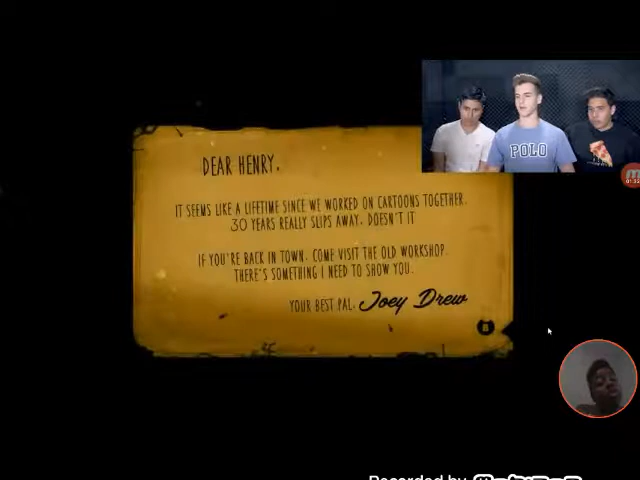 DEAR HENRY,
IT SEEMS LIKE A LIFETIME SINCE WE WORKED ON CARTOONS TOGETHER.
30 YEARS REALLY SLIPS AWAY, DOESN'T IT
IF YOU'RE BACK IN TOWN, COME VISIT THE OLD WORKSHOP.
THERE'S SOMETHING I NEED TO SHOW YOU.
YOUR BEST PAL, Joey Drew
POLO
Recorded by